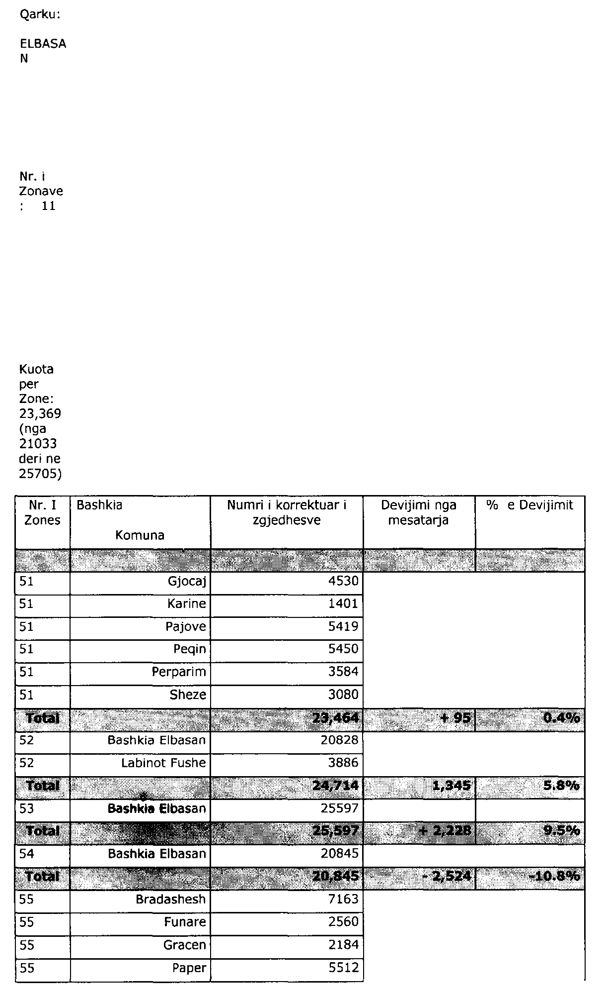 Qarku:
ELBASA
N
Nr. i
Zonave
: 11
Kuota
per
Zone:
23,369
(nga
21033
deri ne
25705)
Nr. I Bashkia Numri i korrektuar i Devijimi nga % e Devijimit
Zones zgjedhesve mesatarja
Komuna
51 Gjocaj 4530
51 Karine 1401
51 Pajove 5419
51 Peqin 5450
51 Perparim 3584
51 Sheze 3080
Total 23,464 + 95 0.4%
52 Bashkia Elbasan 20828
52 Labinot Fushe 3886
Total 24,714 1,345 5.8%
53 Bashkia Elbasan 25597
Total 25,597 + 2,228 9.5%
54 Bashkia Elbasan 20845
Total 20,845 - 2,524 -10.8%
55 Bradashesh 7163
55 Funare 2560
55 Gracen 2184
55 Paper 5512